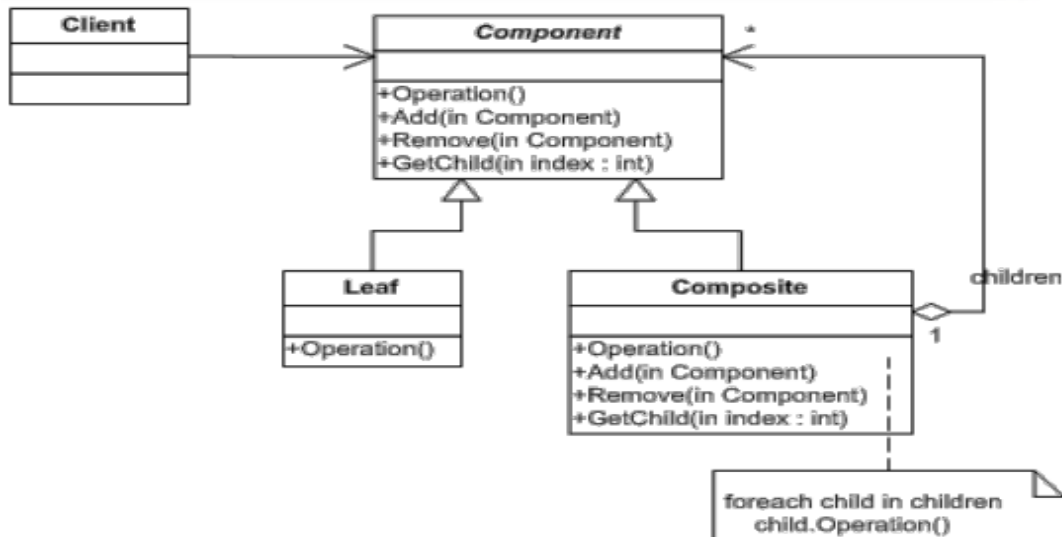 Client
Component
*
+Operation()
+Add(in Component)
+Remove(in Component)
+GetChild(in index : int)
Leaf
+Operation()
Composite
children
1
+Operation()
+Add(in Component)
+Remove(in Component)
+GetChild(in index : int)
foreach child in children
child.Operation()